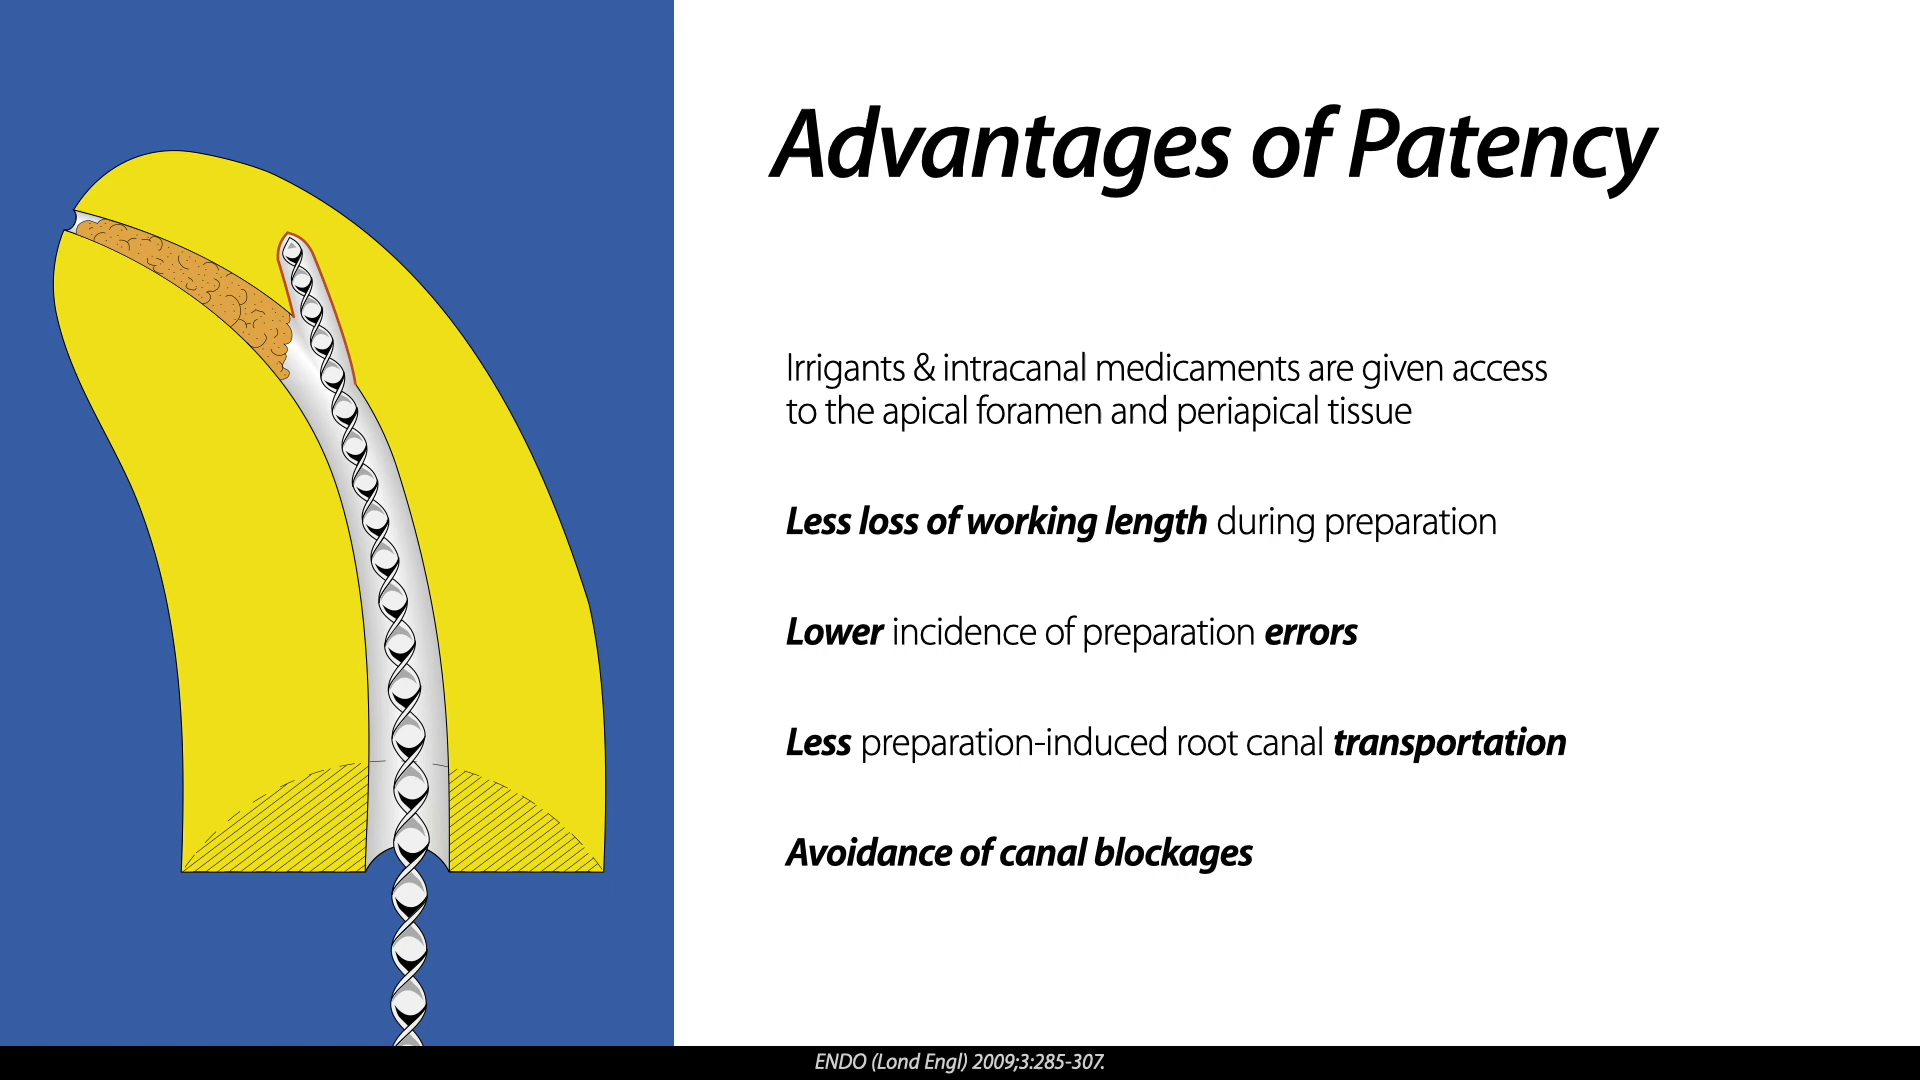 Advantages of Patency
Irrigants & intracanal medicaments are given access
to the apical foramen and periapical tissue
Less loss of working length during preparation
Lower incidence of preparation errors
Less preparation-induced root canal transportation
Avoidance of canal blockages
ENDO (Lond Engl) 2009;3:285-307.